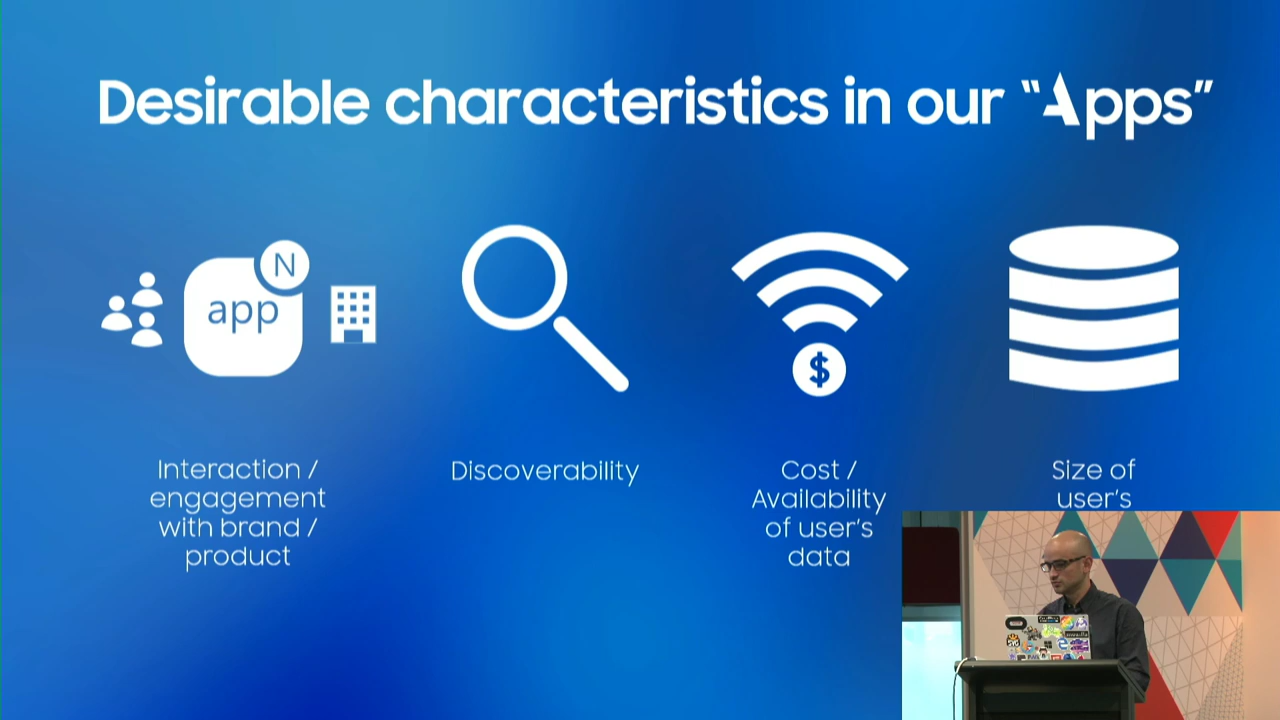 Desirable characteristics in our “Apps”
N
app
$
Interaction /
engagement
with brand /
product
Discoverability
Cost /
Availability
of user's
data
Size of
user's